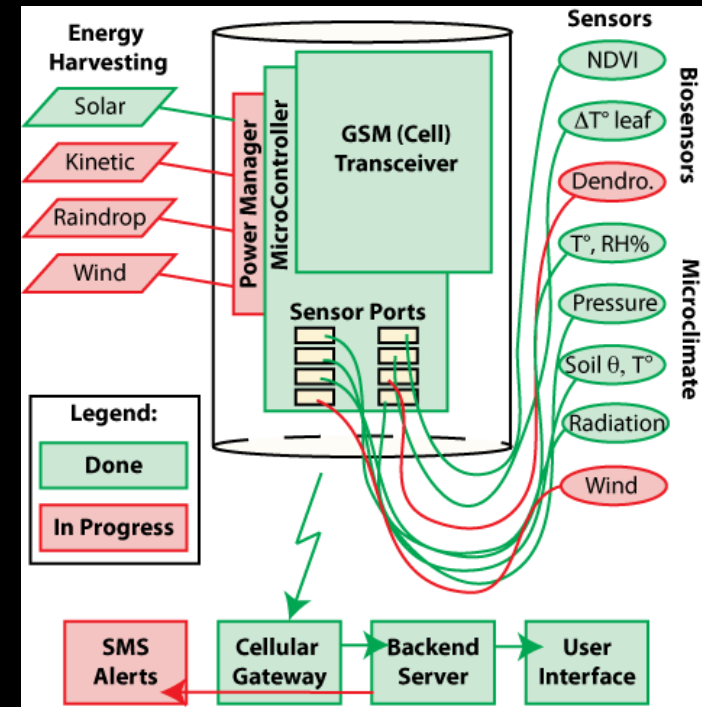 Energy
Harvesting
Solar
Kinetic
Raindrop
Wind
Power Manager
MicroController
GSM (Cell)
Transceiver
Sensor Ports
Sensors
NDVI
ΔT° leaf
Dendro.
T°, RH%
Pressure
Soil θ, T°
Radiation
Wind
Biosensors
Microclimate
Legend:
Done
In Progress
SMS
Alerts
Cellular
Gateway
Backend
Server
User
Interface